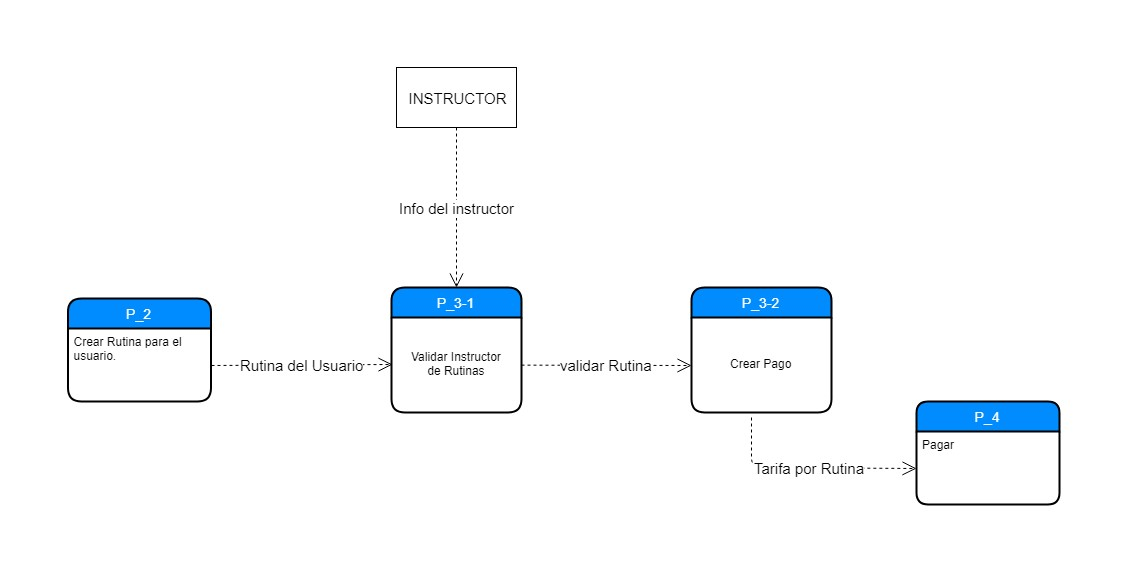 INSTRUCTOR
Info del instructor
P_2
Crear Rutina para el
usuario.
Rutina del Usuario
P_3-1
Validar Instructor
de Rutinas
validar Rutina
P_3-2
Crear Pago
Tarifa por Rutina
P_4
Pagar